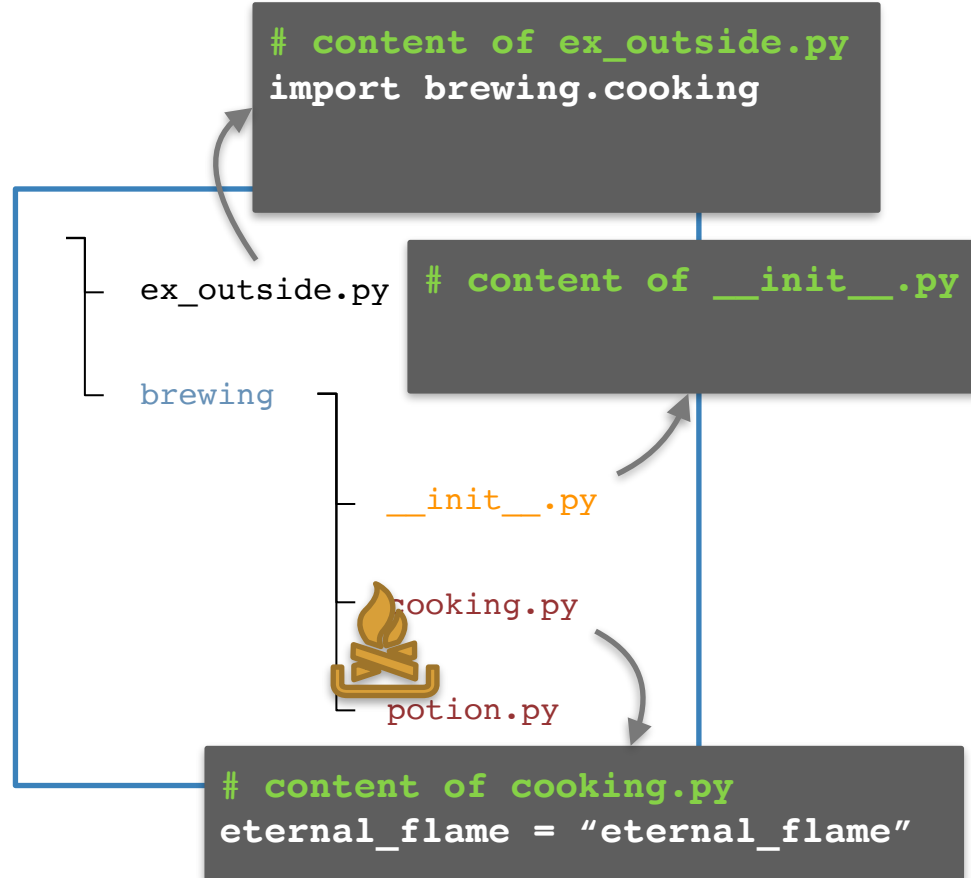 # content of ex_outside.py
import brewing.cooking
ex_outside.py
# content of __init__.py
brewing
__init__.py
cooking.py
potion.py
# content of cooking.py
eternal_flame = “eternal_flame”